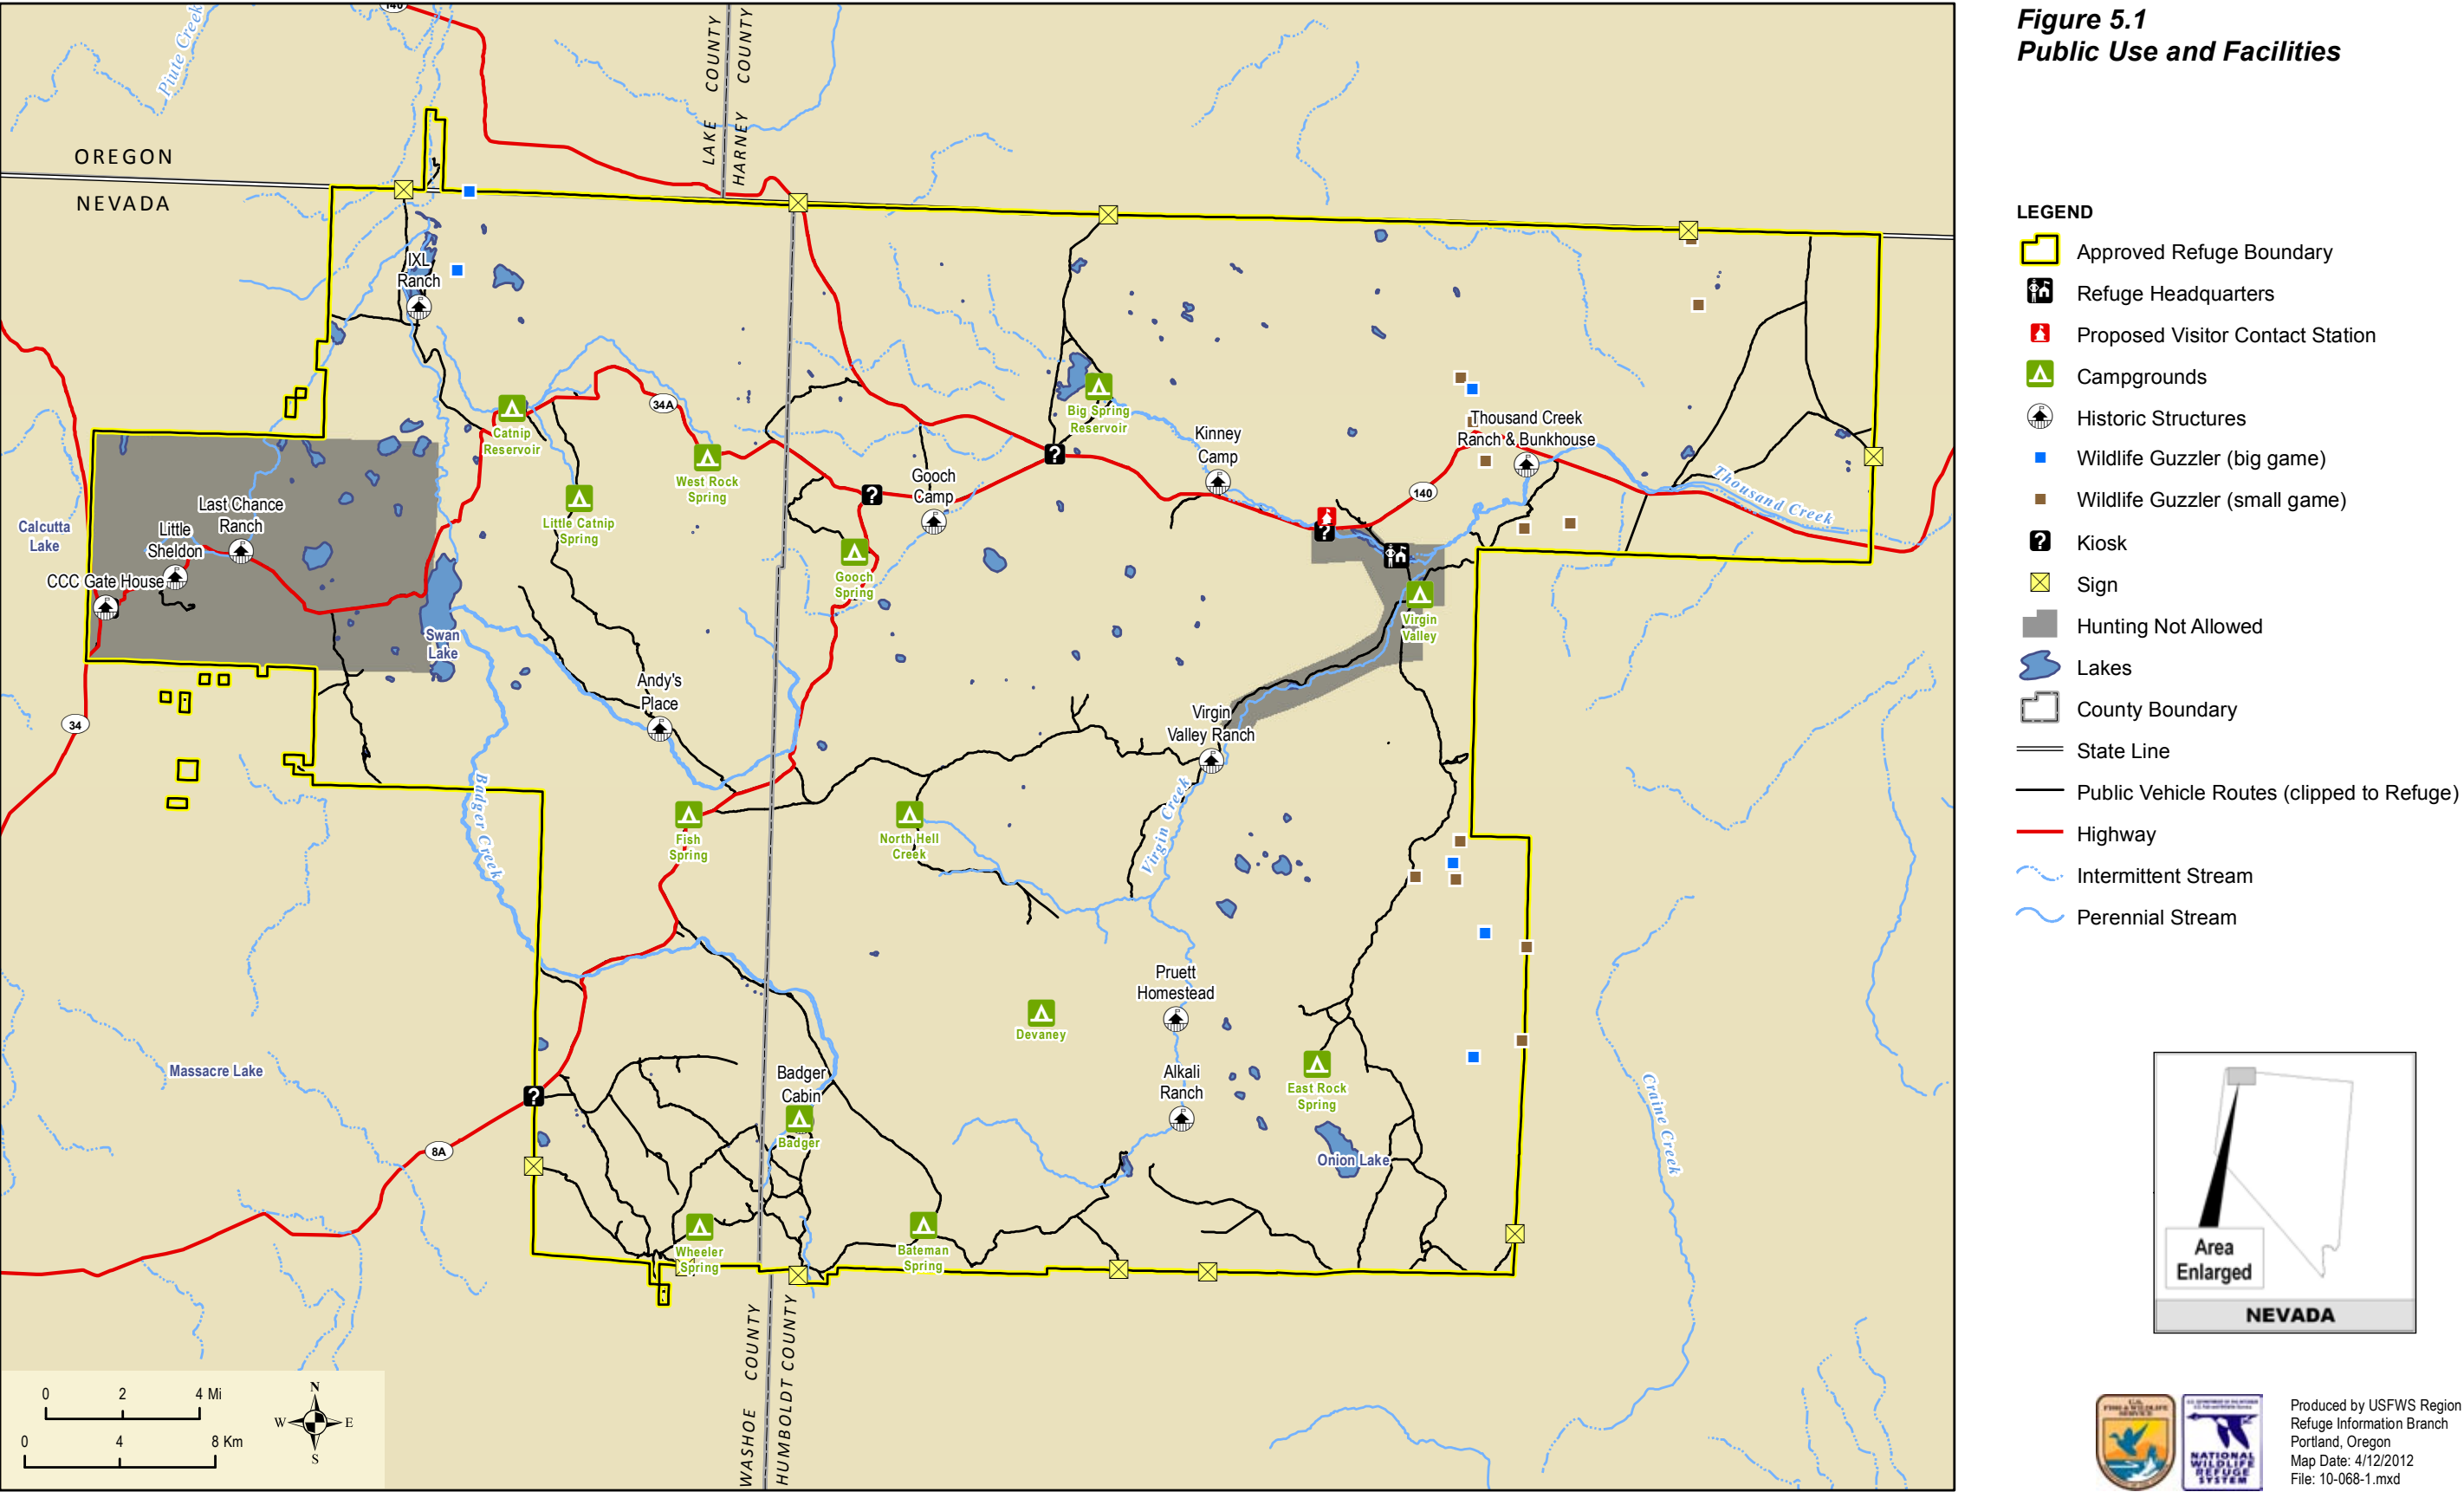 Figure 5.1
Public Use and Facilities
LEGEND
Approved Refuge Boundary
Refuge Headquarters
Proposed Visitor Contact Station
Campgrounds
Historic Structures
Wildlife Guzzler (big game)
Wildlife Guzzler (small game)
Kiosk
Sign
Hunting Not Allowed
Lakes
County Boundary
State Line
Public Vehicle Routes (clipped to Refuge)
Highway
Intermittent Stream
Perennial Stream
140
Piute Creek
LAKE COUNTY
HARNEY COUNTY
OREGON
NEVADA
IXL
Ranch
34A
Catnip
Reservoir
West Rock
Spring
Little Catnip
Spring
Big Spring
Reservoir
Kinney
Camp
Thousand Creek
Ranch & Bunkhouse
Gooch
Camp
?
?
140
Thousand Creek
Calcutta
Lake
Last Chance
Ranch
Little
Sheldon
CCC Gate House
Gooch
Spring
?
Virgin
Valley
Swan
Lake
Andy's
Place
Virgin
Valley Ranch
34
Badger Creek
Fish
Spring
North Hell
Creek
Virgin Creek
Pruett
Homestead
Devaney
Massacre Lake
Badger
Cabin
Badger
Alkali
Ranch
East Rock
Spring
?
8A
Onion Lake
Craine Creek
Wheeler
Spring
Bateman
Spring
WASHOE COUNTY
HUMBOLDT COUNTY
0 2 4 Mi
0 4 8 Km
N
W E
S
Area
Enlarged
NEVADA
U.S.
FISH & WILDLIFE
SERVICE
NATIONAL
WILDLIFE
REFUGE
SYSTEM
Produced by USFWS Region
Refuge Information Branch
Portland, Oregon
Map Date: 4/12/2012
File: 10-068-1.mxd